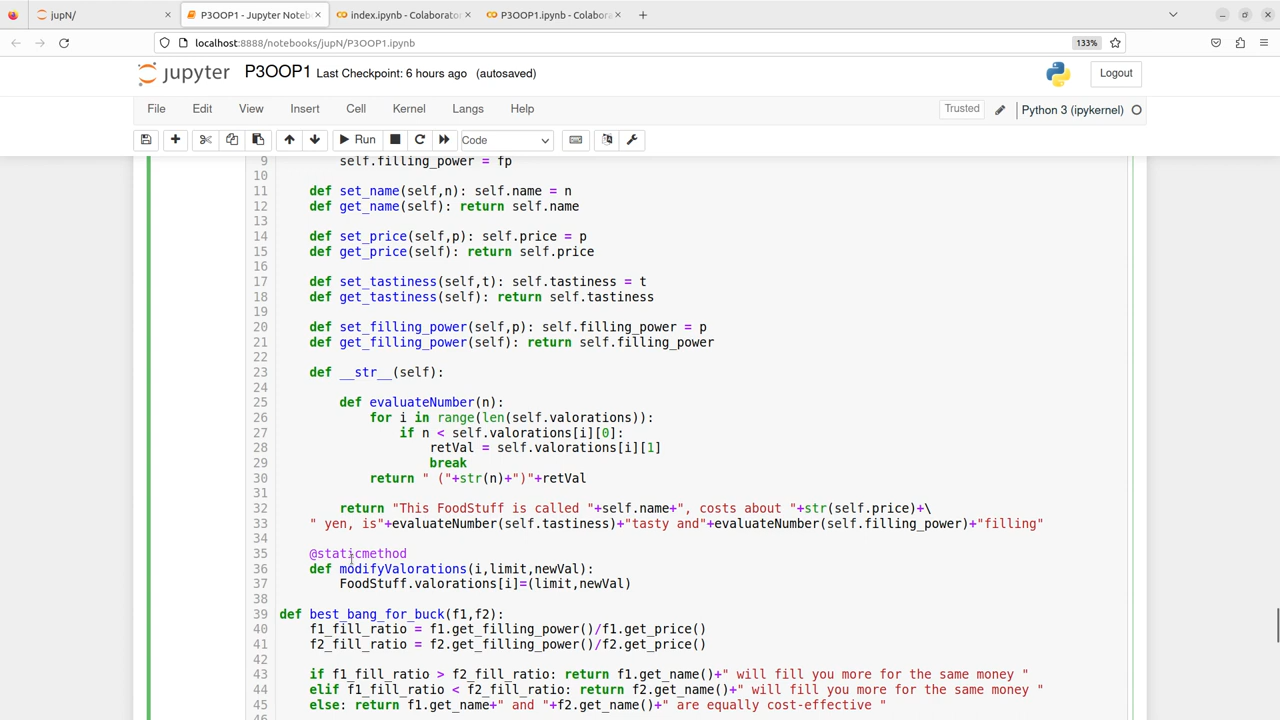 jupN/
P3OOP1 - Jupyter Notebo
index.ipynb - Colaborator
P3OOP1.ipynb - Colabora
localhost:8888/notebooks/jupN/P3OOP1.ipynb
133%
jupyter P3OOP1 Last Checkpoint: 6 hours ago (autosaved)
Logout
File Edit View Insert Cell Kernel Langs Help
Trusted Python 3 (ipykernel)
Run Code
9 self.filling_power = fp
10
11 def set_name(self,n): self.name = n
12 def get_name(self): return self.name
13
14 def set_price(self,p): self.price = p
15 def get_price(self): return self.price
16
17 def set_tastiness(self,t): self.tastiness = t
18 def get_tastiness(self): return self.tastiness
19
20 def set_filling_power(self,p): self.filling_power = p
21 def get_filling_power(self): return self.filling_power
22
23 def __str__(self):
24
25 def evaluateNumber(n):
26 for i in range(len(self.valorations)):
27 if n < self.valorations[i][0]:
28 retVal = self.valorations[i][1]
29 break
30 return " ("+str(n)+")"+retVal
31
32 return "This FoodStuff is called "+self.name+", costs about "+str(self.price)+\
33 " yen, is"+evaluateNumber(self.tastiness)+"tasty and"+evaluateNumber(self.filling_power)+"filling"
34
35 @staticmethod
36 def modifyValorations(i,limit,newVal):
37 FoodStuff.valorations[i]=(limit,newVal)
38
39 def best_bang_for_buck(f1,f2):
40 f1_fill_ratio = f1.get_filling_power()/f1.get_price()
41 f2_fill_ratio = f2.get_filling_power()/f2.get_price()
42
43 if f1_fill_ratio > f2_fill_ratio: return f1.get_name()+" will fill you more for the same money "
44 elif f1_fill_ratio < f2_fill_ratio: return f2.get_name()+" will fill you more for the same money "
45 else: return f1.get_name+" and "+f2.get_name()+" are equally cost-effective "